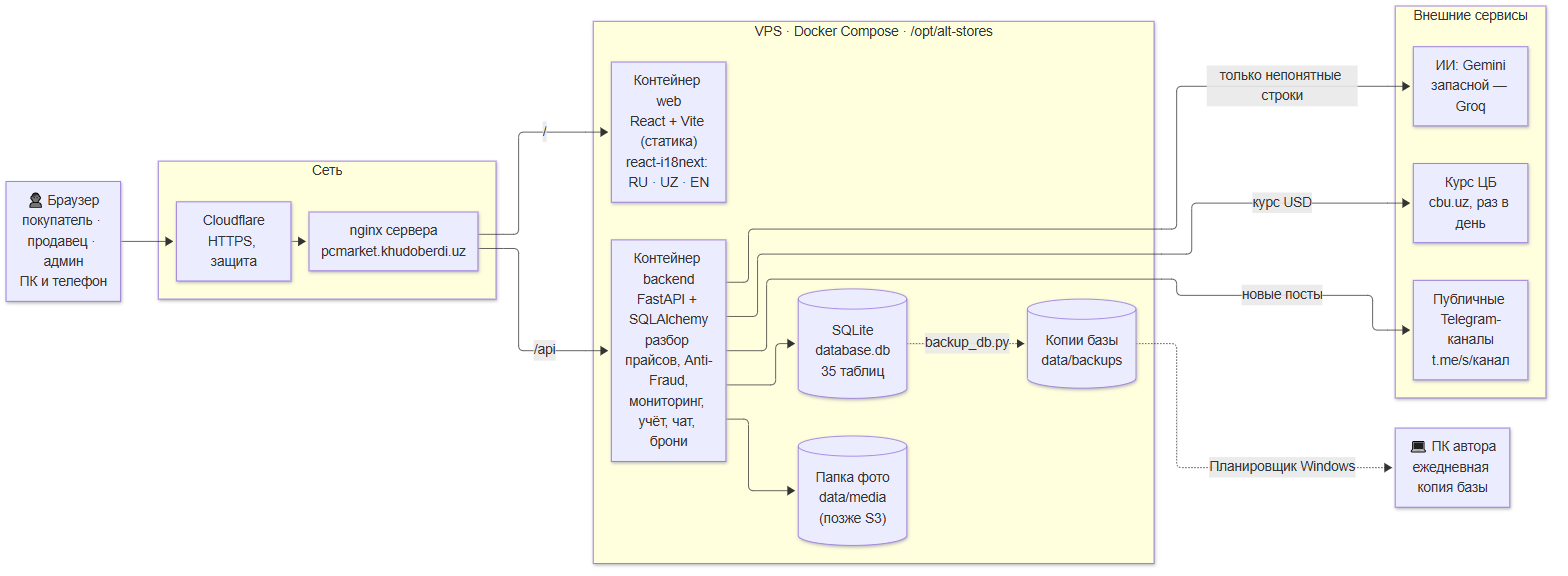 Браузер
покупатель ·
продавец ·
админ
ПК и телефон
Сеть
Cloudflare
HTTPS,
защита
nginx сервера
pcmarket.khudoberdi.uz
/
/api
VPS · Docker Compose · /opt/alt-stores
Контейнер
web
React + Vite
(статика)
react-i18next:
RU · UZ · EN
Контейнер
backend
FastAPI +
SQLAlchemy
разбор
прайсов, Anti-
Fraud,
мониторинг,
учёт, чат,
брони
SQLite
database.db
35 таблиц
backup_db.py
Копии базы
data/backups
Папка фото
data/media
(позже S3)
только непонятные
строки
курс USD
новые посты
Планировщик Windows
Внешние сервисы
ИИ: Gemini
запасной —
Groq
Курс ЦБ
cbu.uz, раз в
день
Публичные
Telegram-
каналы
t.me/s/канал
ПК автора
ежедневная
копия базы